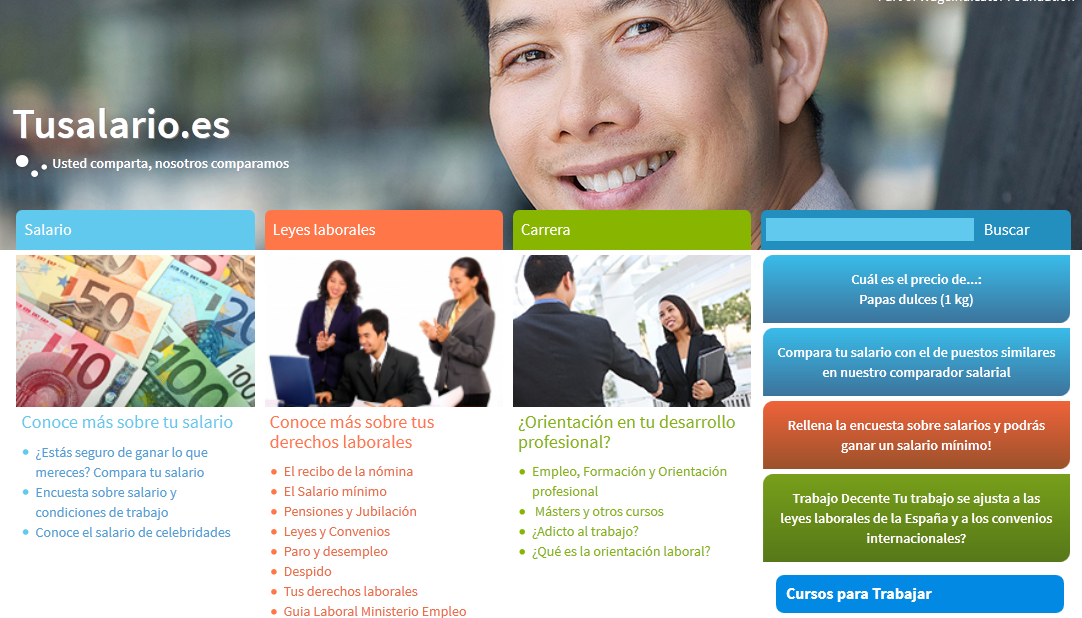 Tusalario.es
Usted comparta, nosotros comparamos
Salario
Leyes laborales
Carrera
Buscar
Conoce más sobre tu salario
¿Estás seguro de ganar lo que
mereces? Compara tu salario
Encuesta sobre salario y
condiciones de trabajo
Conoce el salario de celebridades
Conoce más sobre tus
derechos laborales
El recibo de la nómina
El Salario mínimo
Pensiones y Jubilación
Leyes y Convenios
Paro y desempleo
Despido
Tus derechos laborales
Guia Laboral Ministerio Empleo
¿Orientación en tu desarrollo
profesional?
Empleo, Formación y Orientación
profesional
Másters y otros cursos
¿Adicto al trabajo?
¿Qué es la orientación laboral?
Cuál es el precio de...:
Papas dulces (1 kg)
Compara tu salario con el de puestos similares
en nuestro comparador salarial
Rellena la encuesta sobre salarios y podrás
ganar un salario mínimo!
Trabajo Decente Tu trabajo se ajusta a las
leyes laborales de la España y a los convenios
internacionales?
Cursos para Trabajar